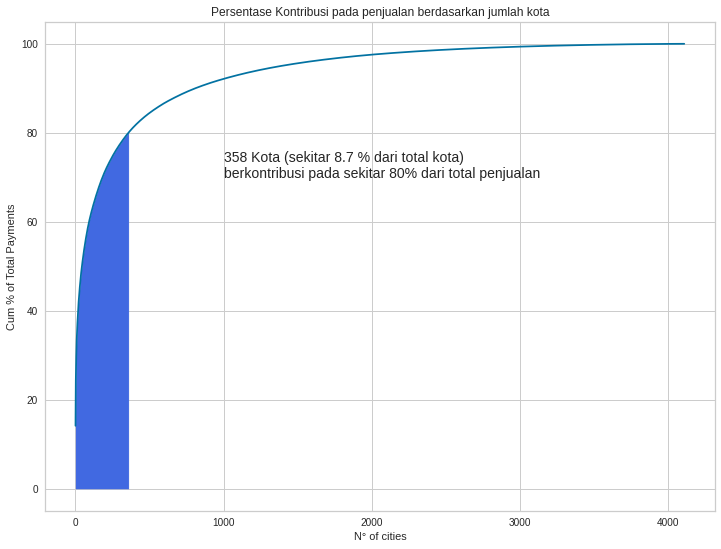 Persentase Kontribusi pada penjualan berdasarkan jumlah kota
100
80
60
40
20
0
Cum % of Total Payments
358 Kota (sekitar 8.7 % dari total kota)
berkontribusi pada sekitar 80% dari total penjualan
0 1000 2000 3000 4000
N° of cities